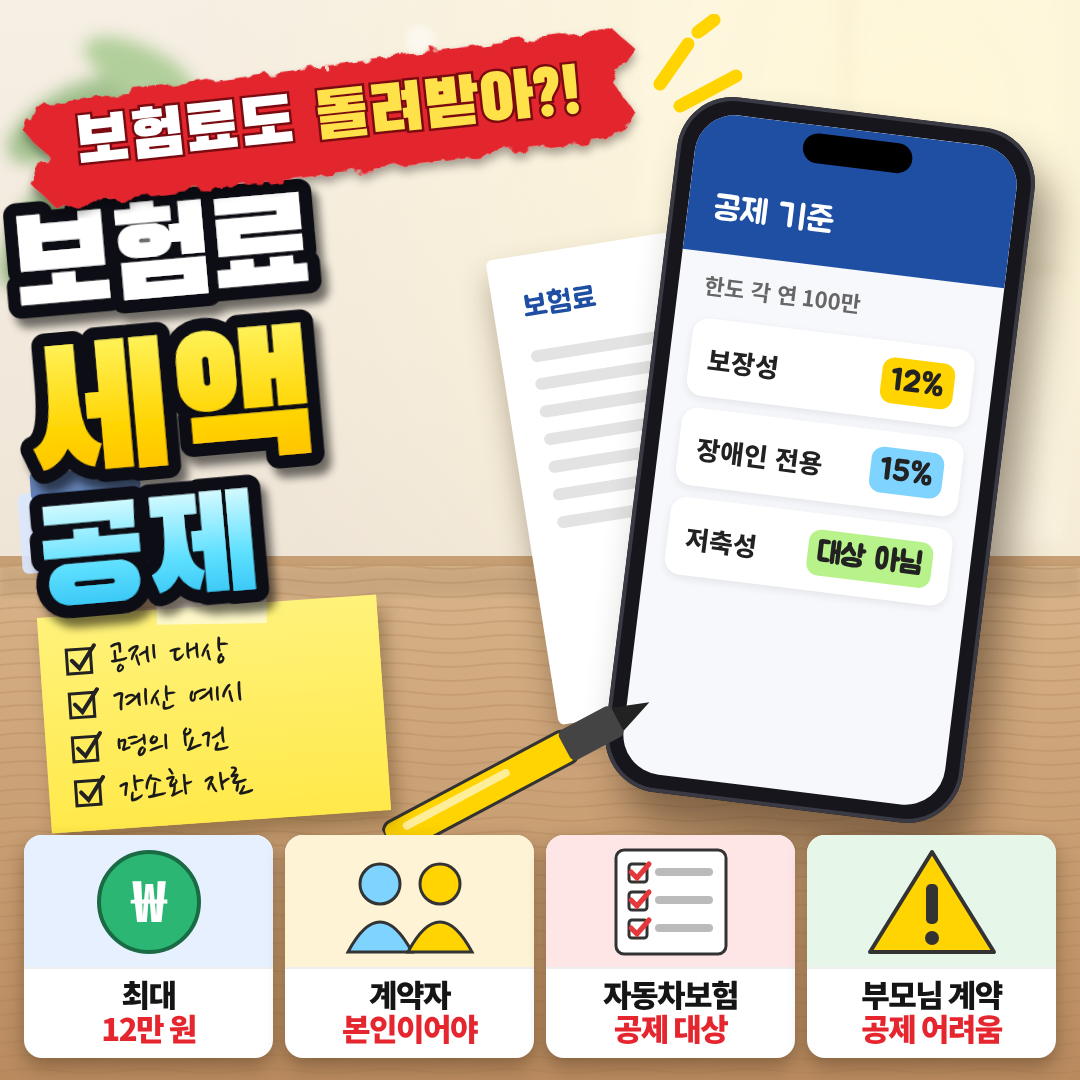 보험료도 돌려받아?!
보험료
세액
공제
공제 대상
계산 예시
명의 요건
간소화 자료
보험료
공제 기준
한도 각 연 100만
보장성 12%
장애인 전용 15%
저축성 대상 아님
₩
최대
12만 원
계약자
본인이어야
자동차보험
공제 대상
부모님 계약
공제 어려움